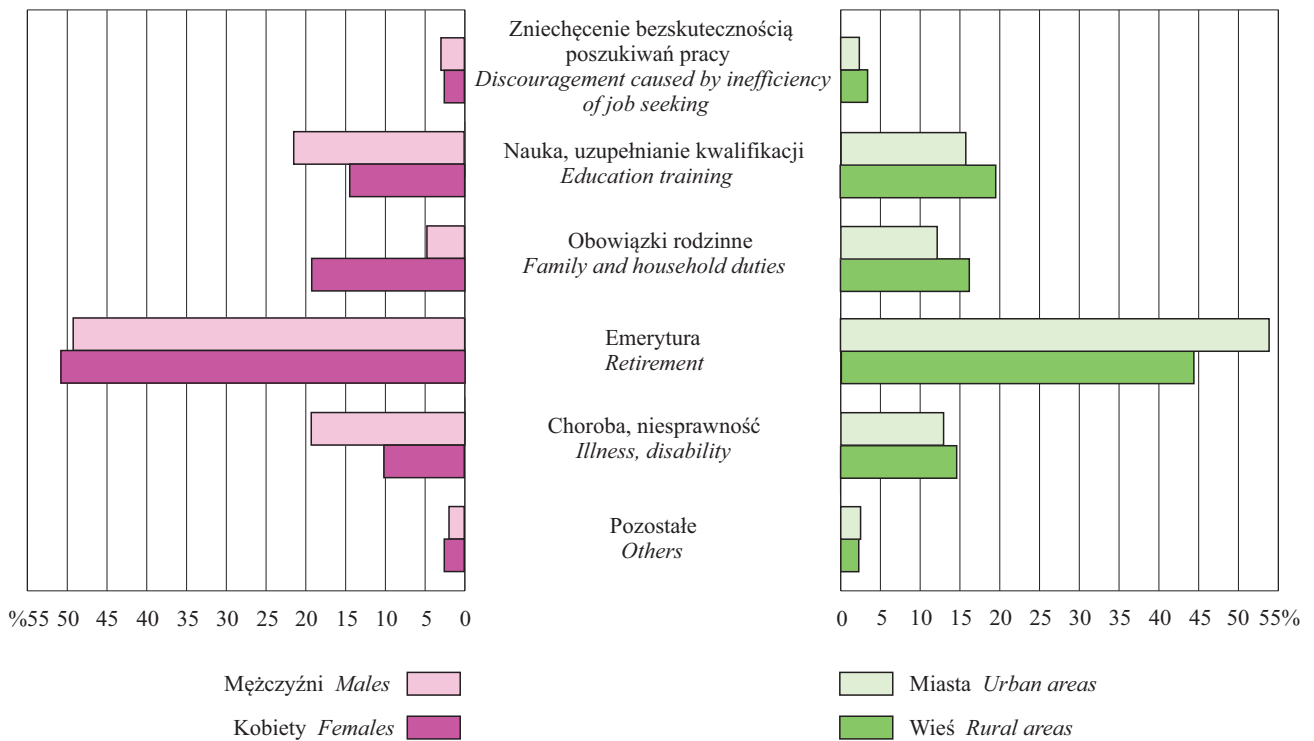 Zniechęcenie bezskutecznością
poszukiwań pracy
Discouragement caused by inefficiency
of job seeking
Nauka, uzupełnianie kwalifikacji
Education training
Obowiązki rodzinne
Family and household duties
Emerytura
Retirement
Choroba, niesprawność
Illness, disability
Pozostałe
Others
%55 50 45 40 35 30 25 20 15 10 5 0
0 5 10 15 20 25 30 35 40 45 50 55%
Mężczyźni Males
Kobiety Females
Miasta Urban areas
Wieś Rural areas